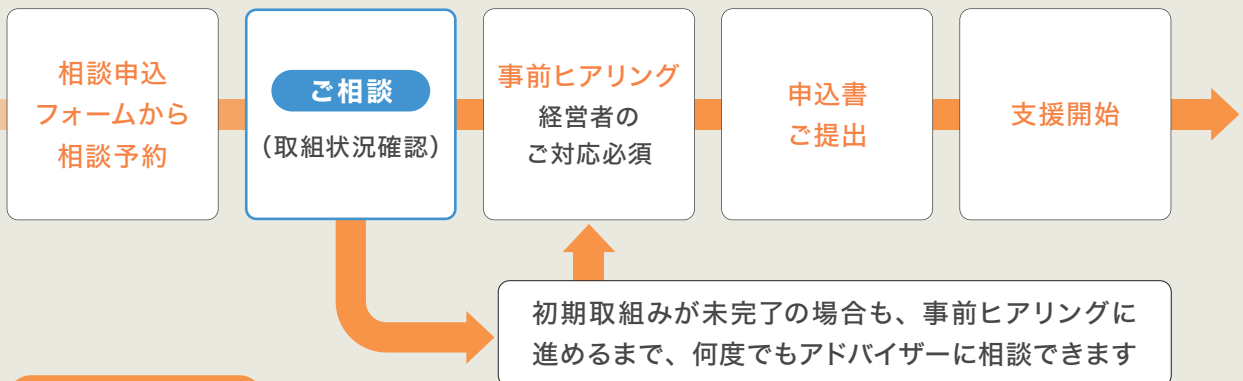 相談申込
フォームから
相談予約
ご相談
（取組状況確認）
事前ヒアリング
経営者の
ご対応必須
申込書
ご提出
支援開始
初期取組みが未完了の場合も、事前ヒアリングに
進めるまで、何度でもアドバイザーに相談できます